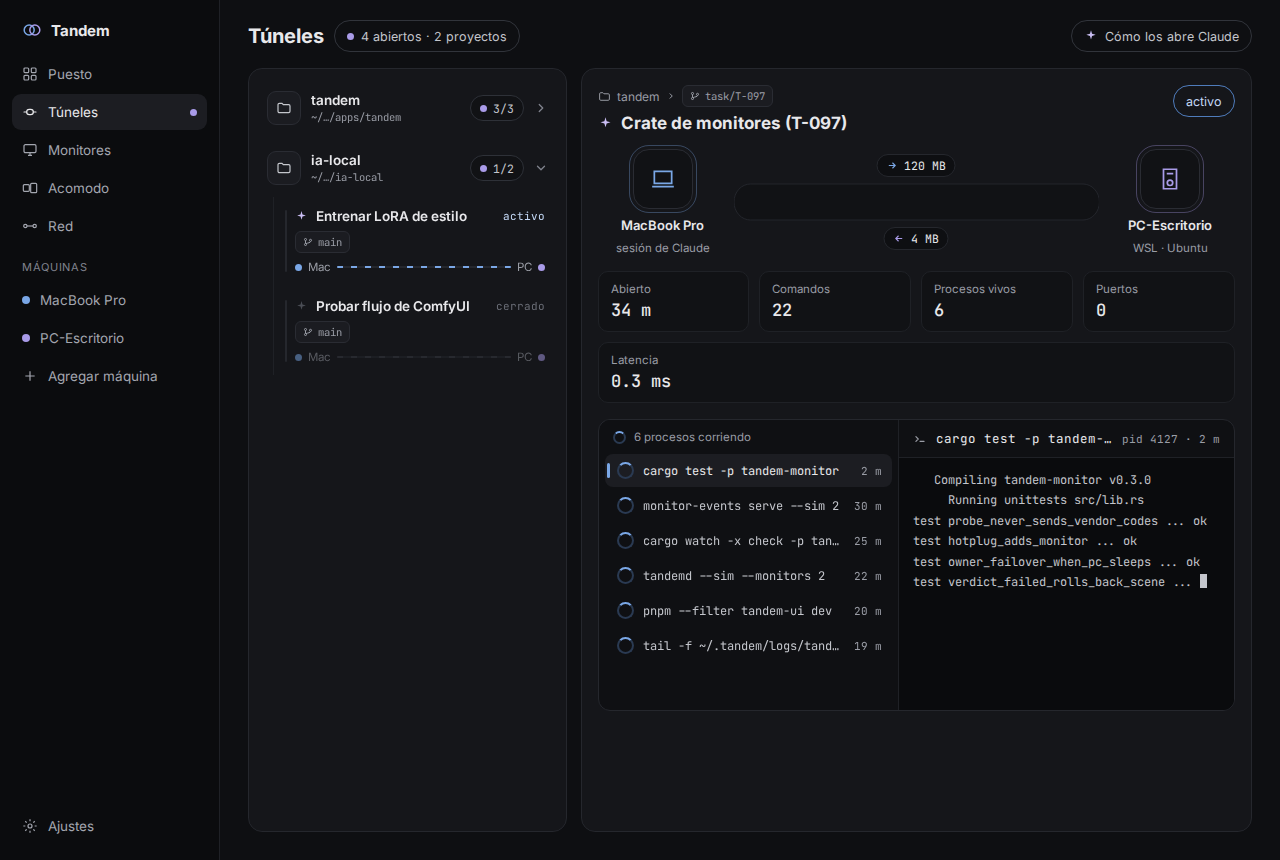 Tandem
Puesto
Túneles
Monitores
Acomodo
Red
MÁQUINAS
MacBook Pro
PC-Escritorio
Agregar máquina
Ajustes
Túneles
4 abiertos · 2 proyectos
Cómo los abre Claude
tandem
~/…/apps/tandem
3/3
ia-local
~/…/ia-local
1/2
Entrenar LoRA de estilo
activo
main
Mac
PC
Probar flujo de ComfyUI
cerrado
main
Mac
PC
tandem
task/T-097
activo
Crate de monitores (T-097)
→ 120 MB
← 4 MB
MacBook Pro
sesión de Claude
PC-Escritorio
WSL · Ubuntu
Abierto
34 m
Comandos
22
Procesos vivos
6
Puertos
0
Latencia
0.3 ms
6 procesos corriendo
cargo test -p tandem-monitor 2 m
monitor-events serve --sim 2 30 m
cargo watch -x check -p tan… 25 m
tandemd --sim --monitors 2 22 m
pnpm --filter tandem-ui dev 20 m
tail -f ~/.tandem/logs/tand… 19 m
cargo test -p tandem-… pid 4127 · 2 m
Compiling tandem-monitor v0.3.0
Running unittests src/lib.rs
test probe_never_sends_vendor_codes ... ok
test hotplug_adds_monitor ... ok
test owner_failover_when_pc_sleeps ... ok
test verdict_failed_rolls_back_scene ...